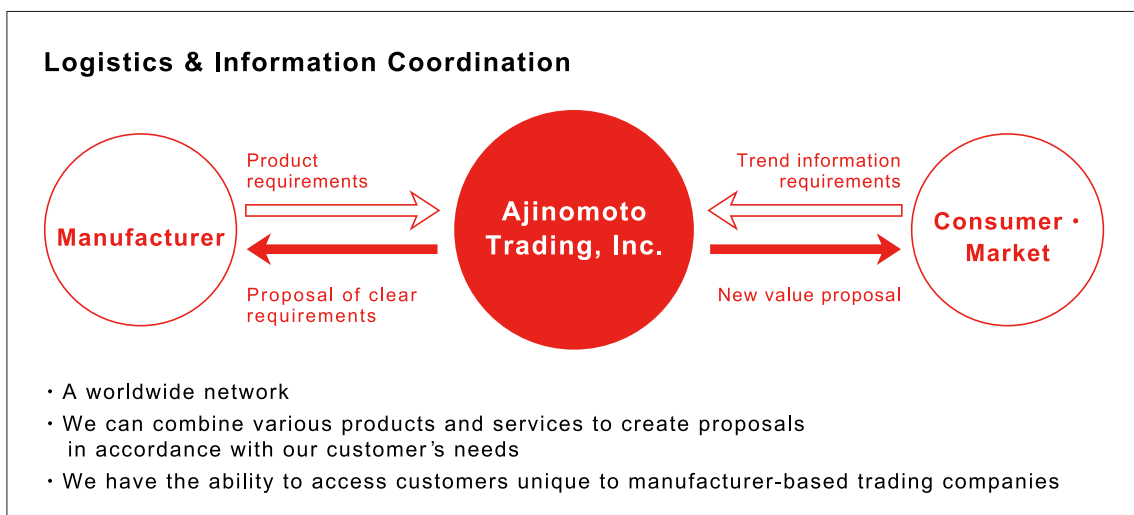 Logistics & Information Coordination
Product
requirements
Trend information
requirements
Manufacturer
Ajinomoto
Trading, Inc.
Consumer・
Market
Proposal of clear
requirements
New value proposal
・A worldwide network
・We can combine various products and services to create proposals
in accordance with our customer’s needs
・We have the ability to access customers unique to manufacturer-based trading companies